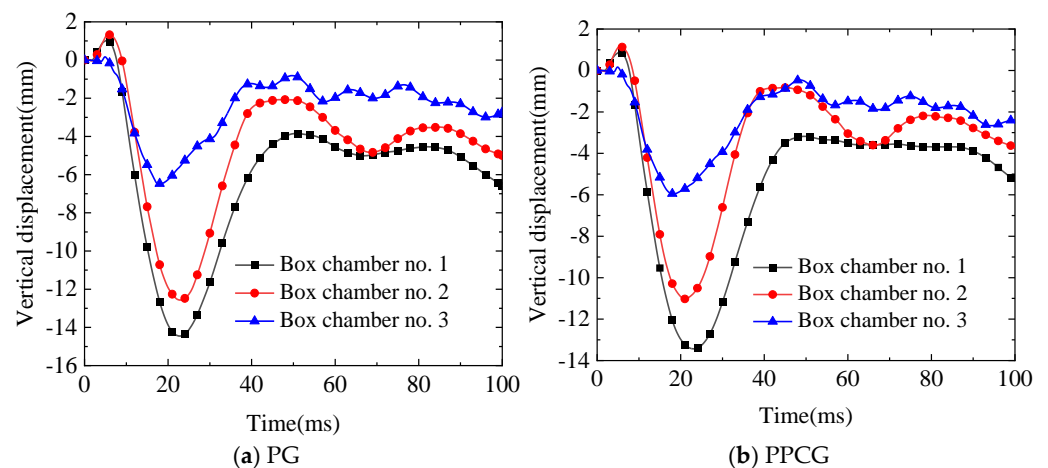 2
0
-2
-4
-6
-8
-10
-12
-14
-16
Vertical displacement(mm)
Box chamber no. 1
Box chamber no. 2
Box chamber no. 3
0 20 40 60 80 100
Time(ms)
(a) PG
2
0
-2
-4
-6
-8
-10
-12
-14
Vertical displacement(mm)
Box chamber no. 1
Box chamber no. 2
Box chamber no. 3
0 20 40 60 80 100
Time(ms)
(b) PPCG